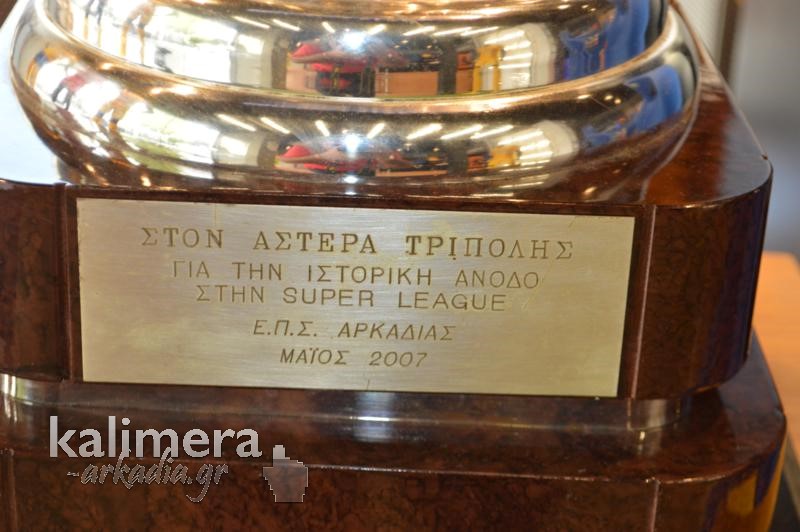 ΣΤΟΝ ΑΣΤΕΡΑ ΤΡΙΠΟΛΗΣ
ΓΙΑ ΤΗΝ ΙΣΤΟΡΙΚΗ ΑΝΟΔΟ
ΣΤΗΝ SUPER LEAGUE
Ε.Π.Σ. ΑΡΚΑΔΙΑΣ
ΜΑΪΟΣ 2007
kalimera
-arkadia.gr